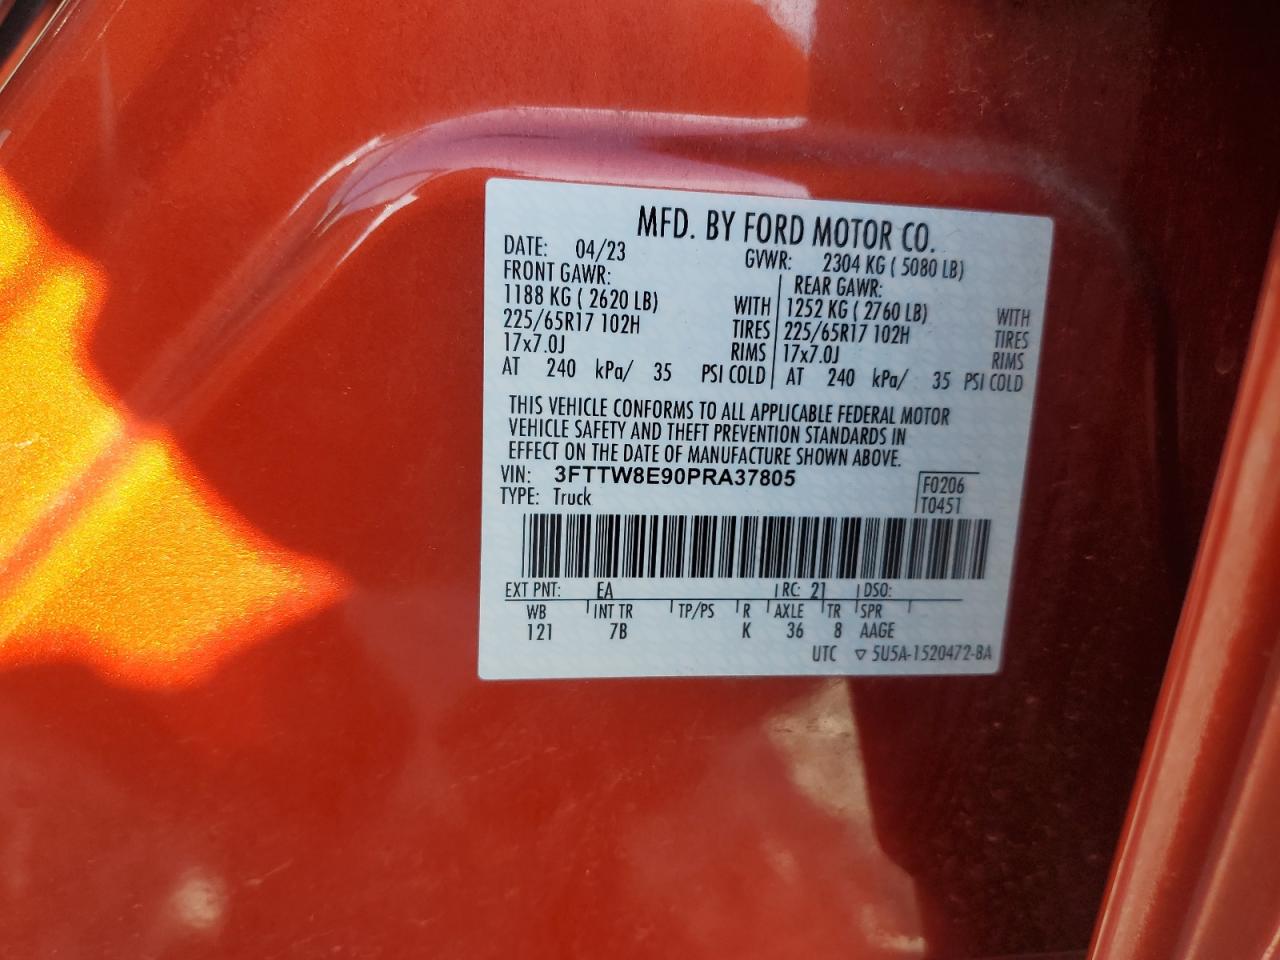 MFD. BY FORD MOTOR CO.
DATE: 04/23 GVWR: 2304 KG ( 5080 LB)
FRONT GAWR: REAR GAWR:
1188 KG ( 2620 LB) WITH 1252 KG ( 2760 LB) WITH
225/65R17 102H TIRES 225/65R17 102H TIRES
17x7.0J RIMS 17x7.0J RIMS
AT 240 kPa/ 35 PSI COLD AT 240 kPa/ 35 PSI COLD
THIS VEHICLE CONFORMS TO ALL APPLICABLE FEDERAL MOTOR
VEHICLE SAFETY AND THEFT PREVENTION STANDARDS IN
EFFECT ON THE DATE OF MANUFACTURE SHOWN ABOVE.
VIN: 3FTTW8E90PRA37805 F0206
TYPE: Truck T0451
EXT PNT: EA RC: 21 DSO:
WB INT TR TP/PS R AXLE TR SPR
121 7B K 36 8 AAGE
UTC ▽ 5U5A-1520472-BA